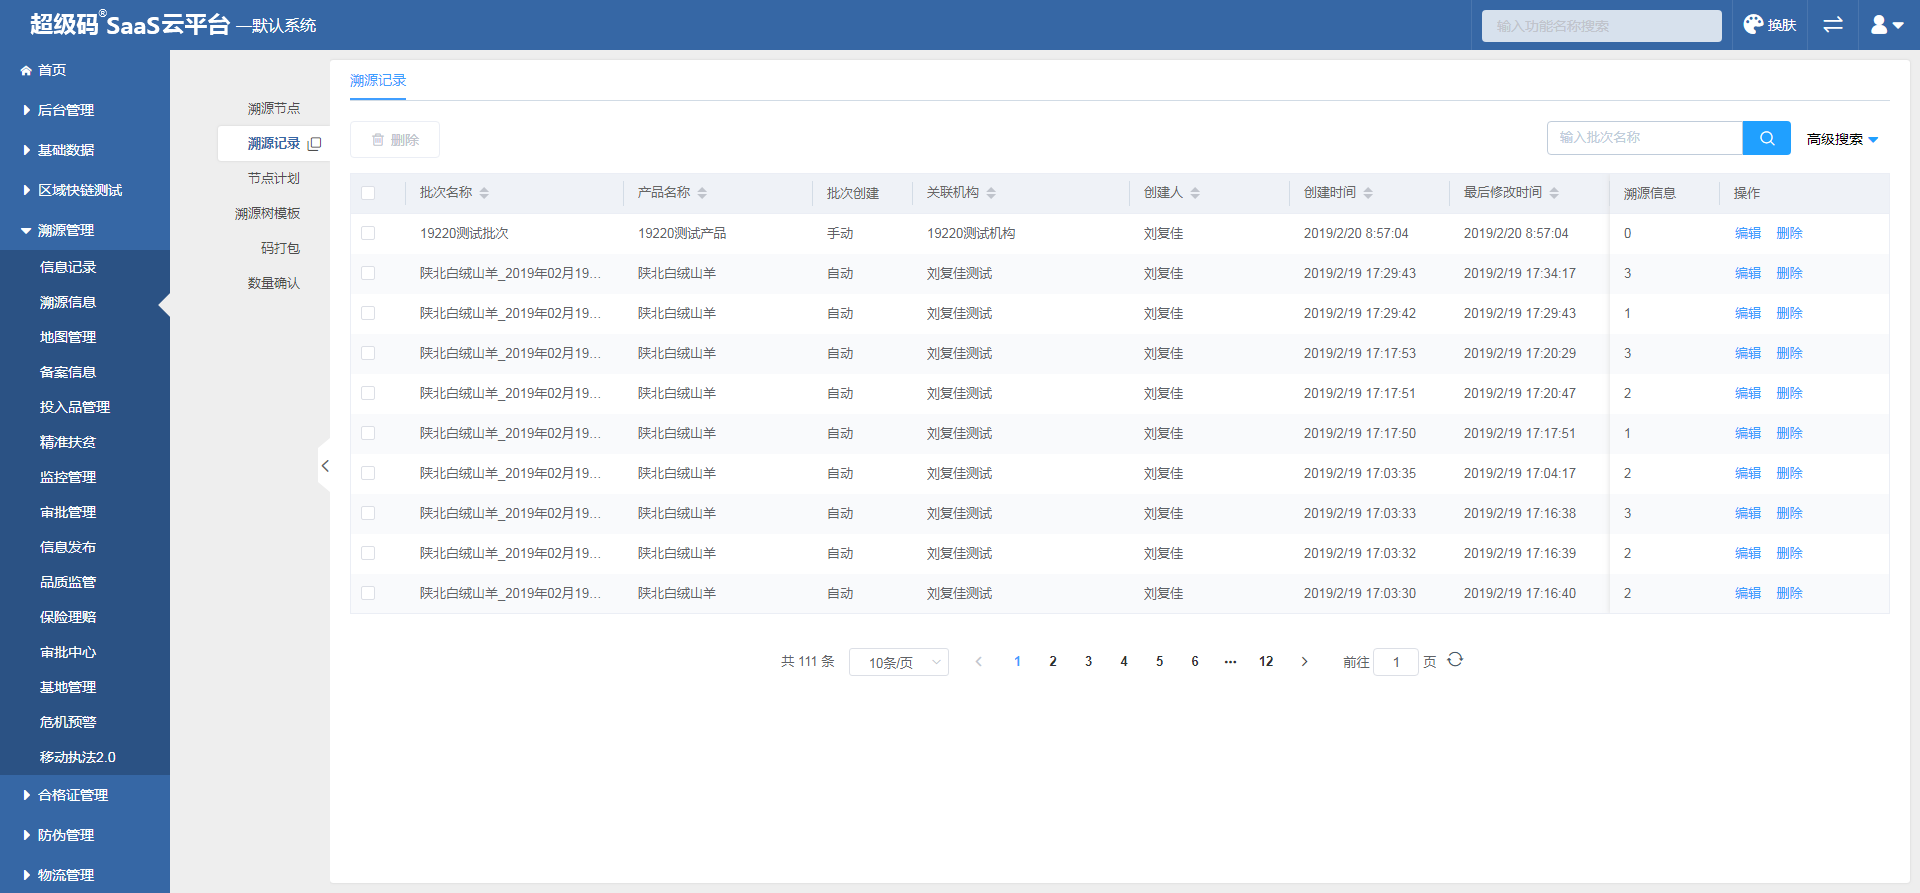 超级码®SaaS云平台 —默认系统
输入功能名称搜索
换肤
首页
后台管理
基础数据
区域快链测试
溯源管理
信息记录
溯源信息
地图管理
备案信息
投入品管理
精准扶贫
监控管理
审批管理
信息发布
品质监管
保险理赔
审批中心
基地管理
危机预警
移动执法2.0
合格证管理
防伪管理
物流管理
溯源节点
溯源记录
节点计划
溯源树模板
码打包
数量确认
溯源记录
删除
输入批次名称
高级搜索
批次名称 产品名称 批次创建 关联机构 创建人 创建时间 最后修改时间 溯源信息 操作
19220测试批次 19220测试产品 手动 19220测试机构 刘复佳 2019/2/20 8:57:04 2019/2/20 8:57:04 0 编辑 删除
陕北白绒山羊_2019年02月19... 陕北白绒山羊 自动 刘复佳测试 刘复佳 2019/2/19 17:29:43 2019/2/19 17:34:17 3 编辑 删除
陕北白绒山羊_2019年02月19... 陕北白绒山羊 自动 刘复佳测试 刘复佳 2019/2/19 17:29:42 2019/2/19 17:29:43 1 编辑 删除
陕北白绒山羊_2019年02月19... 陕北白绒山羊 自动 刘复佳测试 刘复佳 2019/2/19 17:17:53 2019/2/19 17:20:29 3 编辑 删除
陕北白绒山羊_2019年02月19... 陕北白绒山羊 自动 刘复佳测试 刘复佳 2019/2/19 17:17:51 2019/2/19 17:20:47 2 编辑 删除
陕北白绒山羊_2019年02月19... 陕北白绒山羊 自动 刘复佳测试 刘复佳 2019/2/19 17:17:50 2019/2/19 17:17:51 1 编辑 删除
陕北白绒山羊_2019年02月19... 陕北白绒山羊 自动 刘复佳测试 刘复佳 2019/2/19 17:03:35 2019/2/19 17:04:17 2 编辑 删除
陕北白绒山羊_2019年02月19... 陕北白绒山羊 自动 刘复佳测试 刘复佳 2019/2/19 17:03:33 2019/2/19 17:16:38 3 编辑 删除
陕北白绒山羊_2019年02月19... 陕北白绒山羊 自动 刘复佳测试 刘复佳 2019/2/19 17:03:32 2019/2/19 17:16:39 2 编辑 删除
陕北白绒山羊_2019年02月19... 陕北白绒山羊 自动 刘复佳测试 刘复佳 2019/2/19 17:03:30 2019/2/19 17:16:40 2 编辑 删除
共 111 条 10条/页 1 2 3 4 5 6 ... 12 前往 1 页